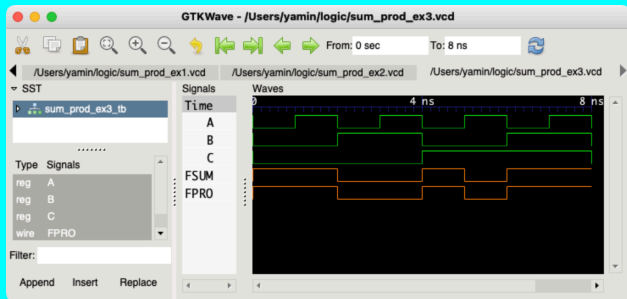 GTKWave - /Users/yamin/logic/sum_prod_ex3.vcd
From: 0 sec To: 8 ns
/Users/yamin/logic/sum_prod_ex1.vcd /Users/yamin/logic/sum_prod_ex2.vcd /Users/yamin/logic/sum_prod_ex3.vcd
SST
sum_prod_ex3_tb
Type Signals
reg A
reg B
reg C
wire FPRO
Filter:
Append Insert Replace
Signals
Time
A
B
C
FSUM
FPRO
Waves
0 4 ns 8 ns